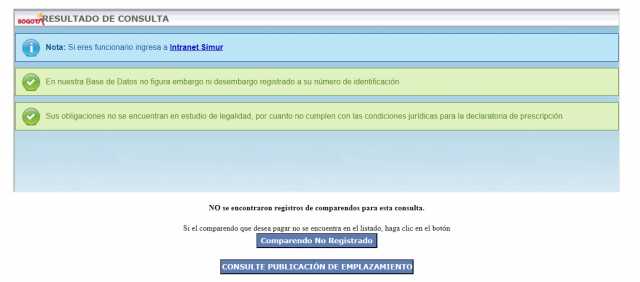 BOGOTÁ RESULTADO DE CONSULTA
Nota: Si eres funcionario ingresa a Intranet Simur
En nuestra Base de Datos no figura embargo ni desembargo registrado a su número de identificación
Sus obligaciones no se encuentran en estudio de legalidad, por cuanto no cumplen con las condiciones jurídicas para la declaratoria de prescripción
NO se encontraron registros de comparendos para esta consulta.
Si el comparendo que desea pagar no se encuentra en el listado, haga clic en el botón
Comparendo No Registrado
CONSULTE PUBLICACIÓN DE EMPLAZAMIENTO